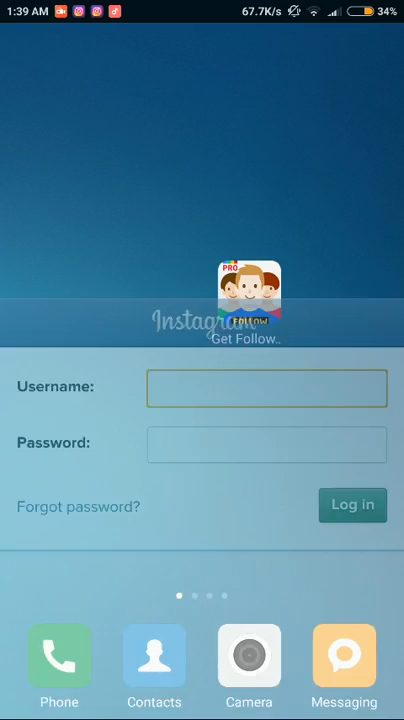 1:39 AM 67.7K/s 34%
PRO
FOLLOW
Instagram
Get Follow..
Username:
Password:
Forgot password? Log in
Phone Contacts Camera Messaging